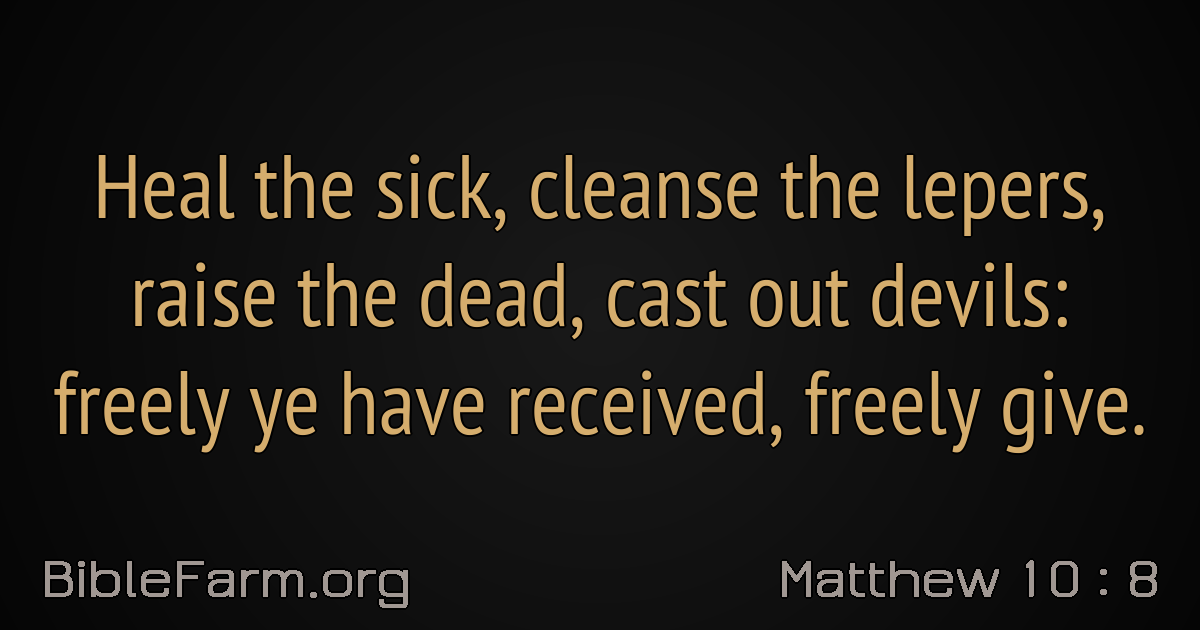 Heal the sick, cleanse the lepers,
raise the dead, cast out devils:
freely ye have received, freely give.
BibleFarm.org
Matthew 10 : 8